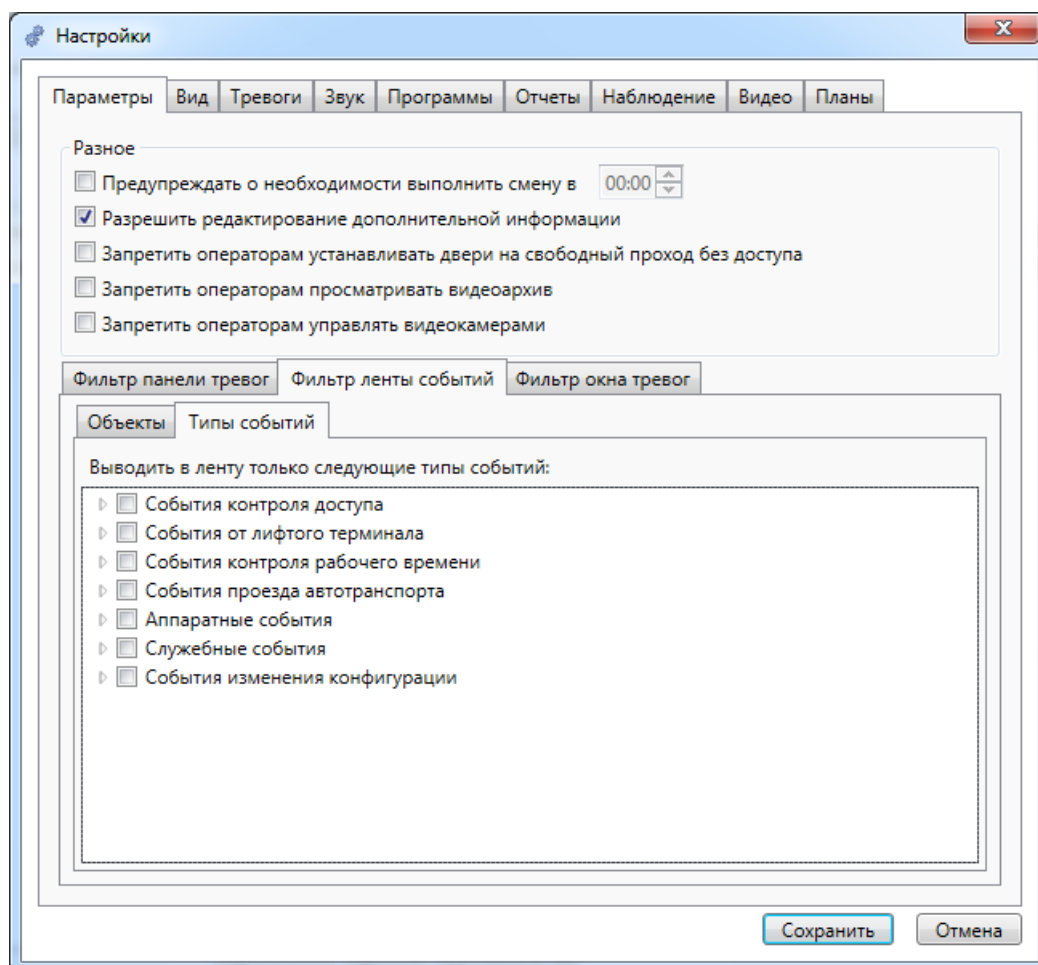 Настройки
Параметры Вид Тревоги Звук Программы Отчеты Наблюдение Видео Планы
Разное
Предупреждать о необходимости выполнить смену в 00:00
Разрешить редактирование дополнительной информации
Запретить операторам устанавливать двери на свободный проход без доступа
Запретить операторам просматривать видеоархив
Запретить операторам управлять видеокамерами
Фильтр панели тревог Фильтр ленты событий Фильтр окна тревог
Объекты Типы событий
Выводить в ленту только следующие типы событий:
События контроля доступа
События от лифтого терминала
События контроля рабочего времени
События проезда автотранспорта
Аппаратные события
Служебные события
События изменения конфигурации
Сохранить Отмена